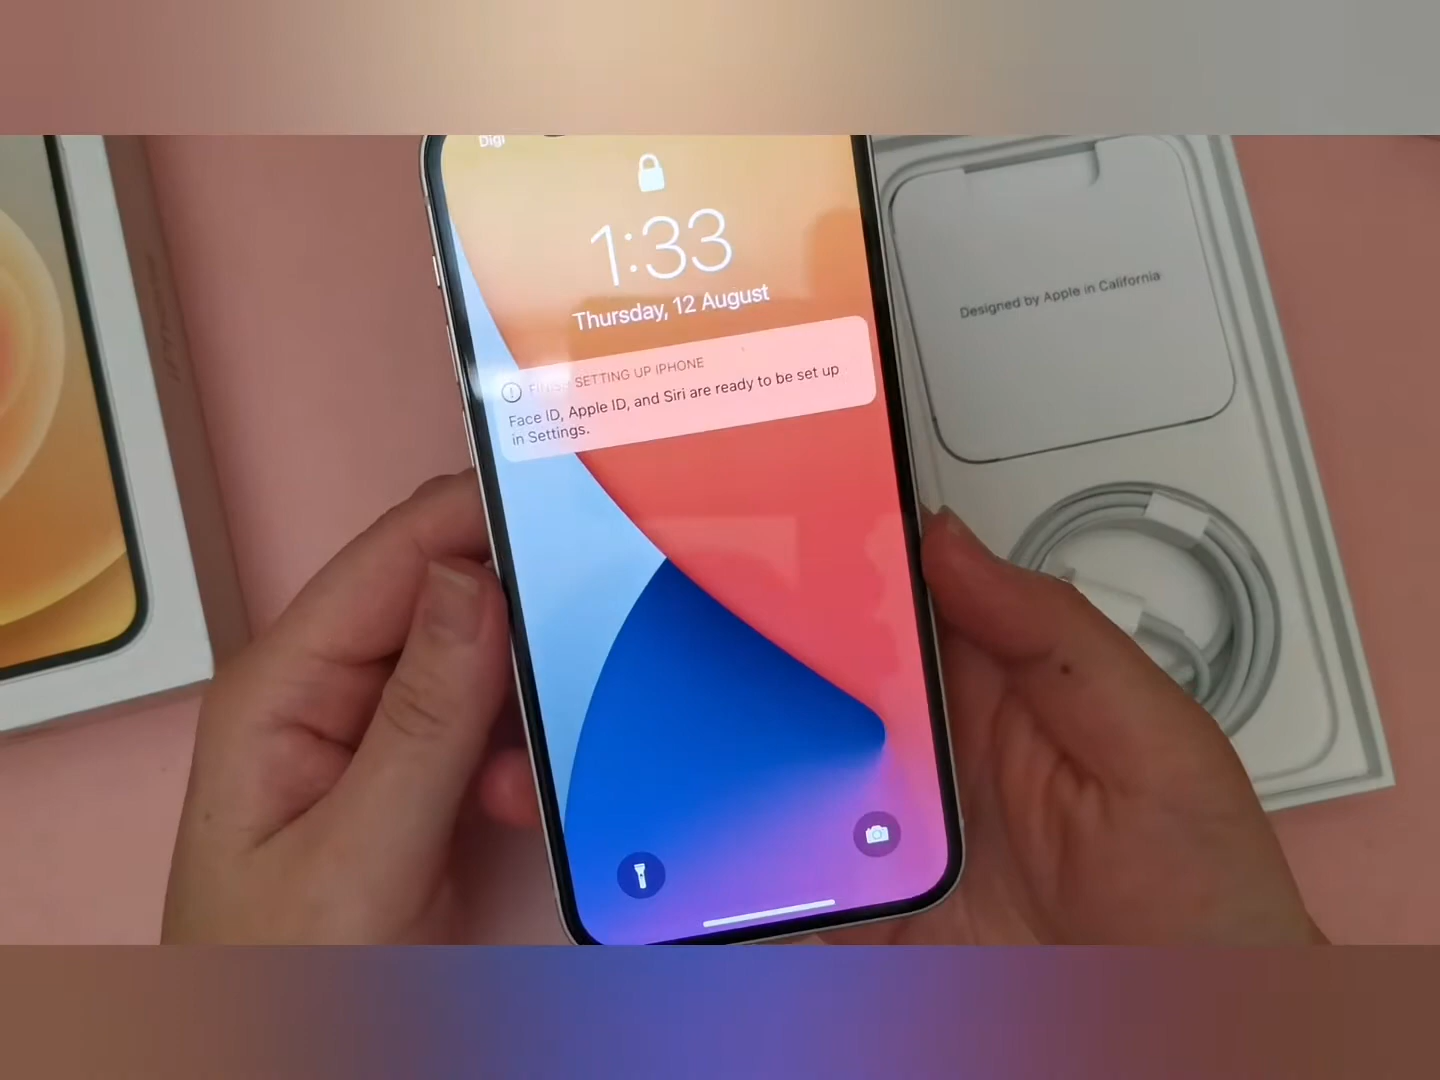 Digi
1:33
Thursday, 12 August
FINISH SETTING UP IPHONE
Face ID, Apple ID, and Siri are ready to be set up
in Settings.
Designed by Apple in California